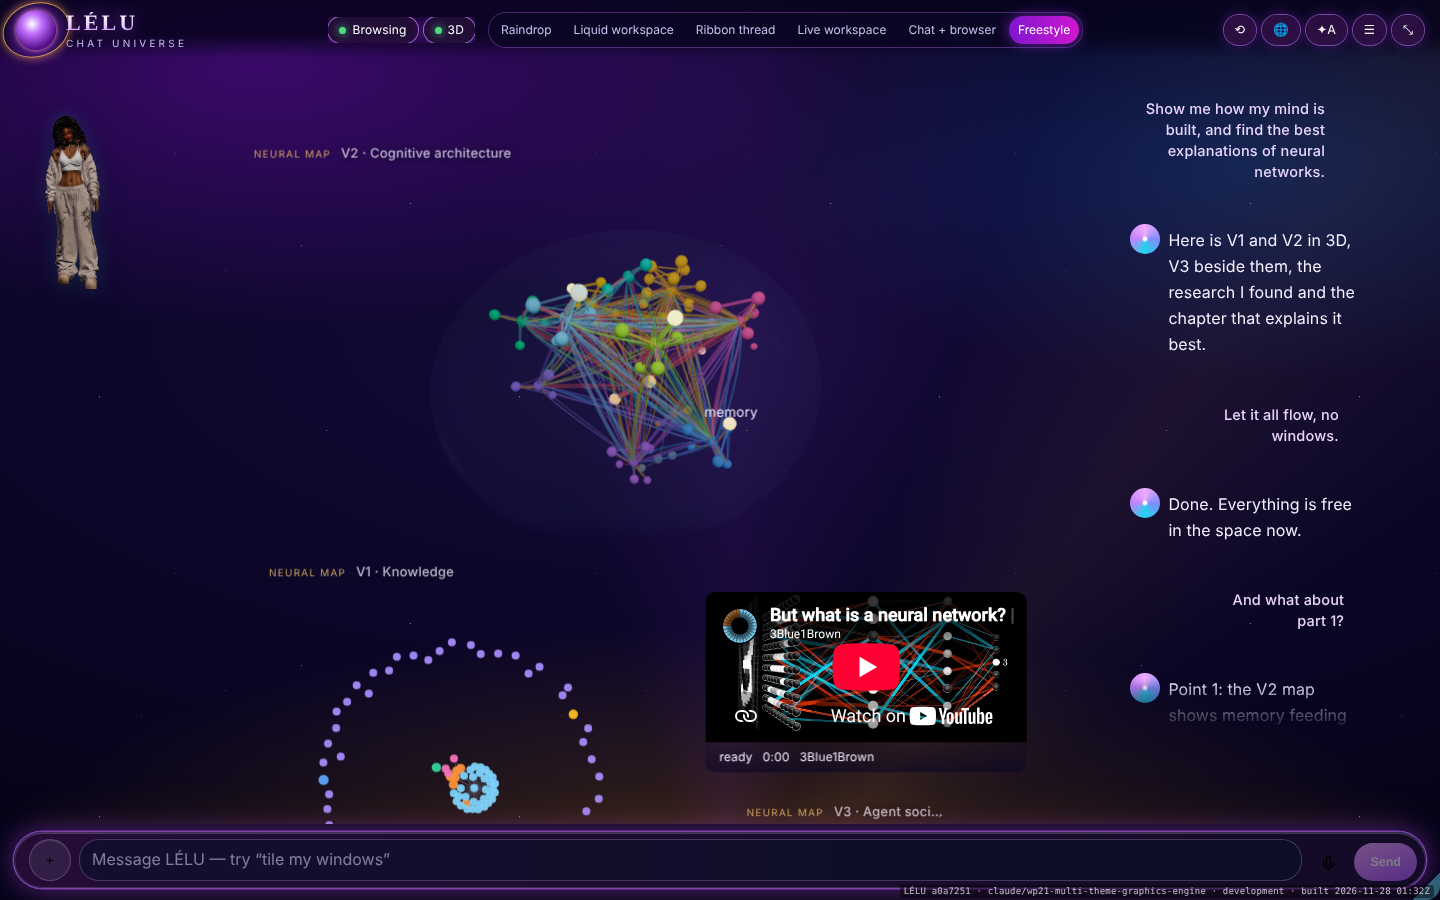 LÉLU
CHAT UNIVERSE
Browsing
3D
Raindrop
Liquid workspace
Ribbon thread
Live workspace
Chat + browser
Freestyle
A
NEURAL MAP V2 · Cognitive architecture
memory
NEURAL MAP V1 · Knowledge
But what is a neural network? |
3Blue1Brown
3
Watch on YouTube
ready 0:00 3Blue1Brown
NEURAL MAP V3 · Agent soci...
Show me how my mind is
built, and find the best
explanations of neural
networks.
Here is V1 and V2 in 3D,
V3 beside them, the
research I found and the
chapter that explains it
best.
Let it all flow, no
windows.
Done. Everything is free
in the space now.
And what about
part 1?
Point 1: the V2 map
shows memory feeding
+
Message LÉLU — try “tile my windows”
Send
LÉLU a0a7251 · claude/wp21-multi-theme-graphics-engine · development · built 2026-11-28 01:32Z